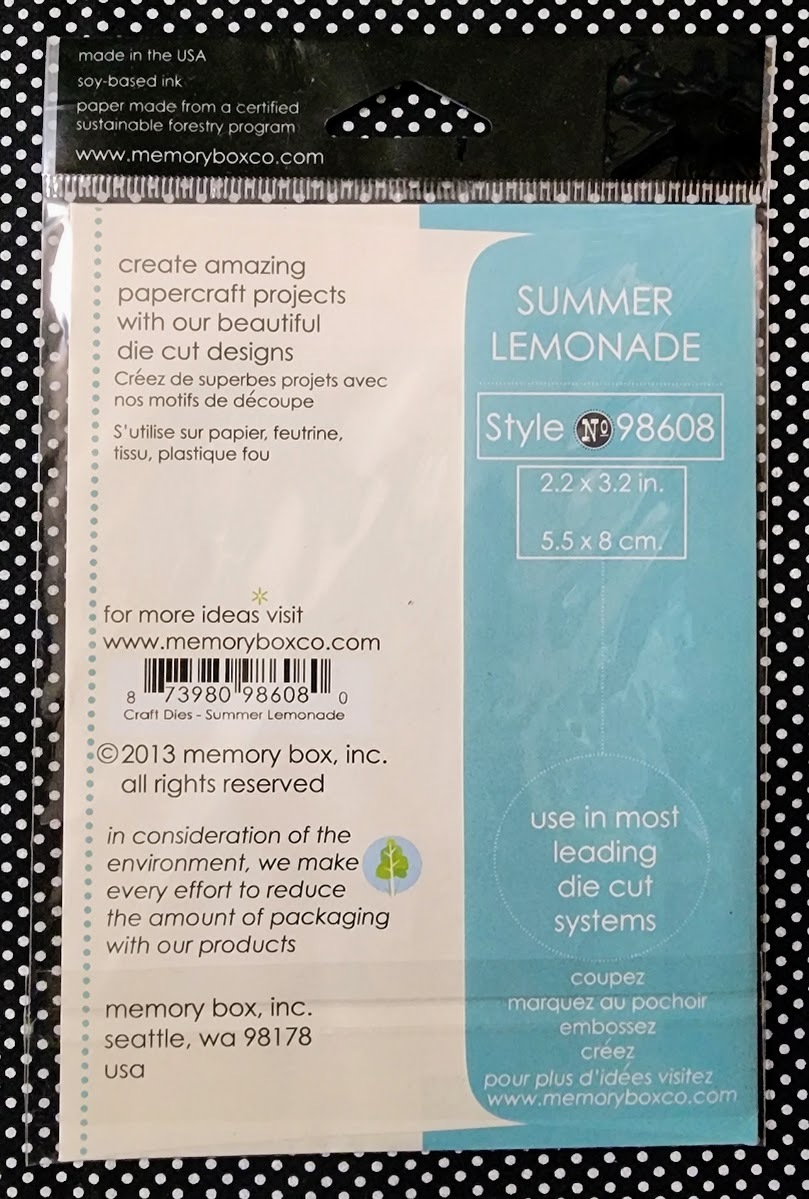 made in the USA
soy-based ink
paper made from a certified
sustainable forestry program
www.memoryboxco.com
create amazing
papercraft projects
with our beautiful
die cut designs
Créez de superbes projets avec
nos motifs de découpe
S'utilise sur papier, feutrine,
tissu, plastique fou
for more ideas visit
www.memoryboxco.com
8 73980 98608 0
Craft Dies - Summer Lemonade
©2013 memory box, inc.
all rights reserved
in consideration of the
environment, we make
every effort to reduce
the amount of packaging
with our products
memory box, inc.
seattle, wa 98178
usa
SUMMER
LEMONADE
Style No 98608
2.2 x 3.2 in.
5.5 x 8 cm.
use in most
leading
die cut
systems
coupez
marquez au pochoir
embossez
créez
pour plus d'idées visitez
www.memoryboxco.com